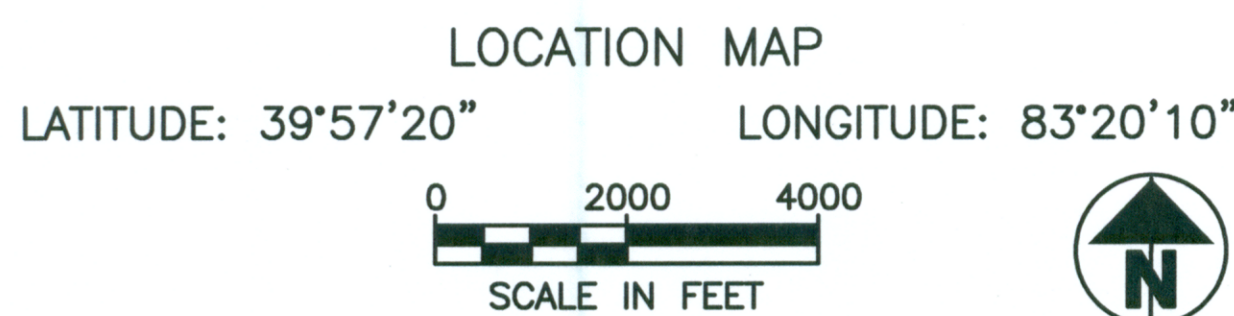 LOCATION MAP
LATITUDE: 39°57'20" LONGITUDE: 83°20'10"
0 2000 4000
SCALE IN FEET
N